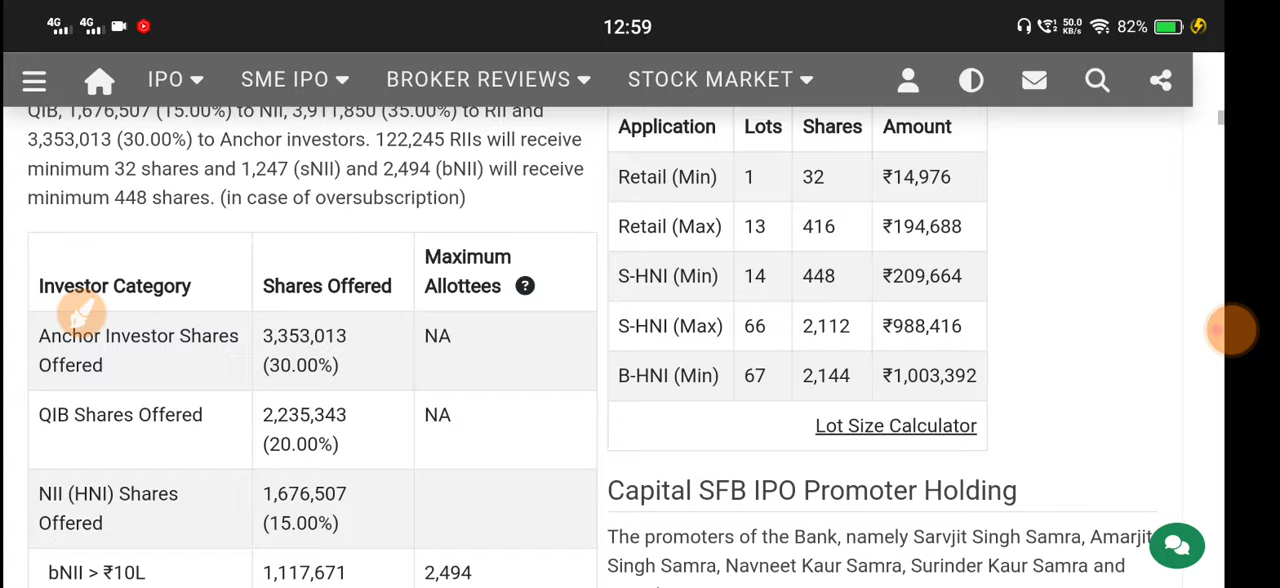 4G 4G 12:59 2 50.0 KB/s 82%
IPO SME IPO BROKER REVIEWS STOCK MARKET
QIB, 1,676,507 (15.00%) to NII, 3,911,850 (35.00%) to RII and
3,353,013 (30.00%) to Anchor investors. 122,245 RIIs will receive
minimum 32 shares and 1,247 (sNII) and 2,494 (bNII) will receive
minimum 448 shares. (in case of oversubscription)
Investor Category Shares Offered Maximum Allottees ?
Anchor Investor Shares Offered 3,353,013 (30.00%) NA
QIB Shares Offered 2,235,343 (20.00%) NA
NII (HNI) Shares Offered 1,676,507 (15.00%)
bNII > ₹10L 1,117,671 2,494
Application Lots Shares Amount
Retail (Min) 1 32 ₹14,976
Retail (Max) 13 416 ₹194,688
S-HNI (Min) 14 448 ₹209,664
S-HNI (Max) 66 2,112 ₹988,416
B-HNI (Min) 67 2,144 ₹1,003,392
Lot Size Calculator
Capital SFB IPO Promoter Holding
The promoters of the Bank, namely Sarvjit Singh Samra, Amarjit
Singh Samra, Navneet Kaur Samra, Surinder Kaur Samra and